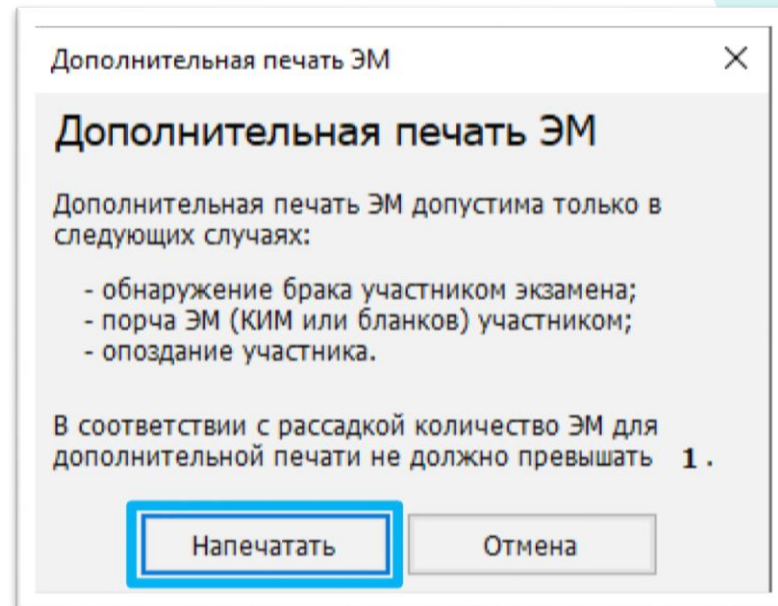 Дополнительная печать ЭМ
Дополнительная печать ЭМ
Дополнительная печать ЭМ допустима только в
следующих случаях:
- обнаружение брака участником экзамена;
- порча ЭМ (КИМ или бланков) участником;
- опоздание участника.
В соответствии с рассадкой количество ЭМ для
дополнительной печати не должно превышать 1 .
Напечатать Отмена